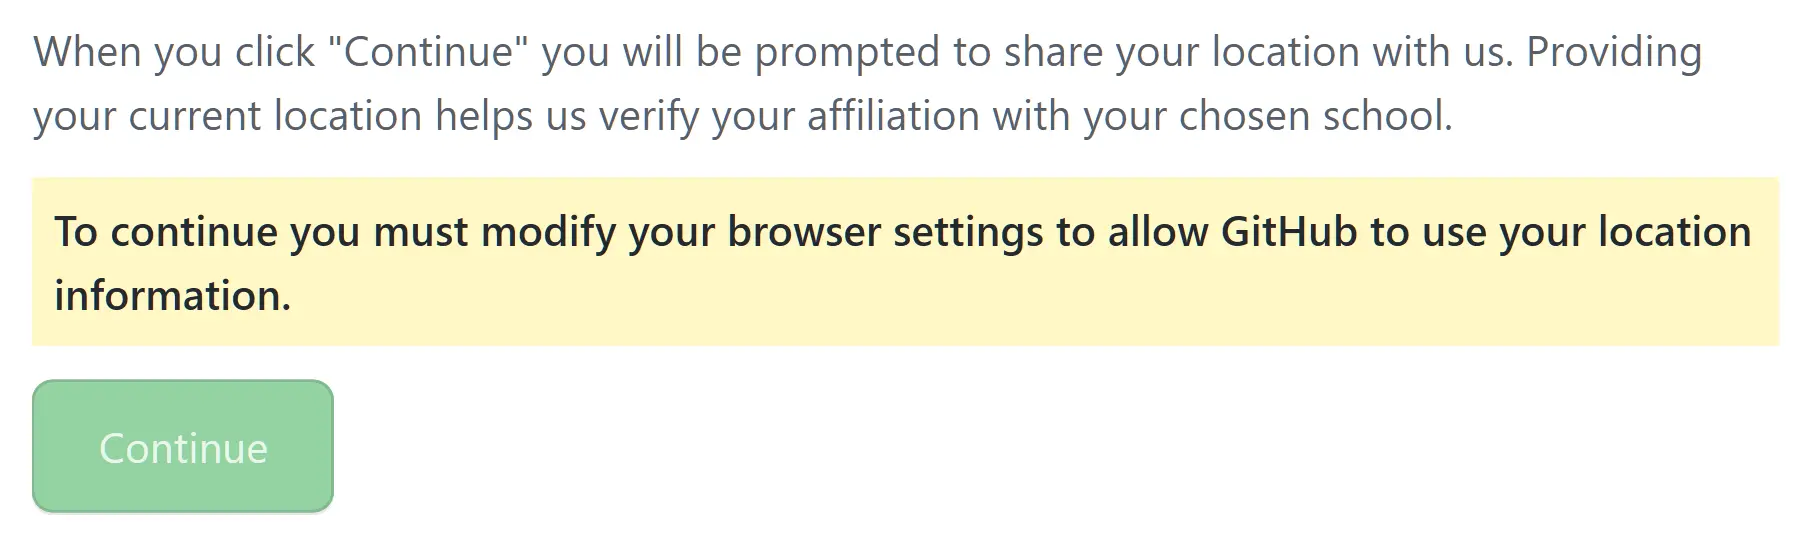 When you click "Continue" you will be prompted to share your location with us. Providing
your current location helps us verify your affiliation with your chosen school.
To continue you must modify your browser settings to allow GitHub to use your location
information.
Continue